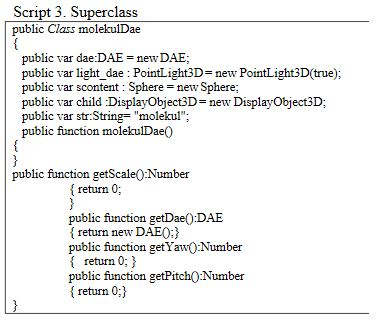 Script 3. Superclass
public Class molekulDae
{
public var dae:DAE = new DAE;
public var light_dae : PointLight3D = new PointLight3D(true);
public var scontent : Sphere = new Sphere;
public var child :DisplayObject3D = new DisplayObject3D;
public var str:String= "molekul";
public function molekulDae()
{
}
public function getScale():Number
{ return 0;
}
public function getDae():DAE
{ return new DAE();}
public function getYaw():Number
{ return 0; }
public function getPitch():Number
{ return 0;}
}